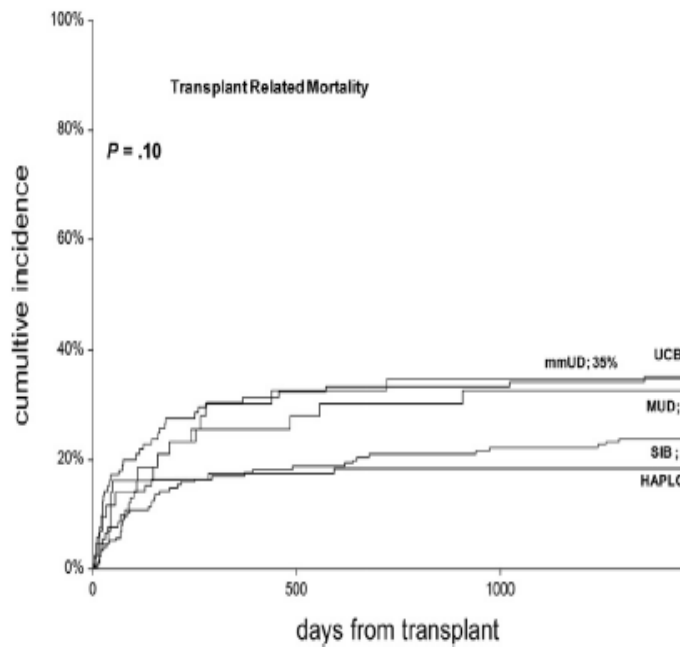 100%
Transplant Related Mortality
80%
P = .10
60%
cumultive incidence
40%
mmUD; 35%
UCB
MUD;
20%
SIB ;
HAPLO
0%
0
500
1000
days from transplant